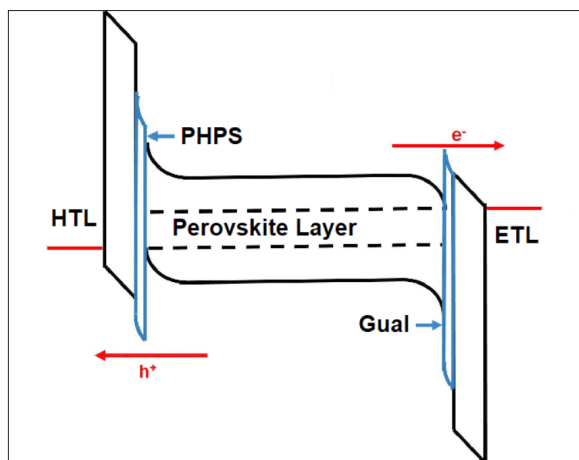 PHPS
e-
HTL
Perovskite Layer
ETL
Gual
h+